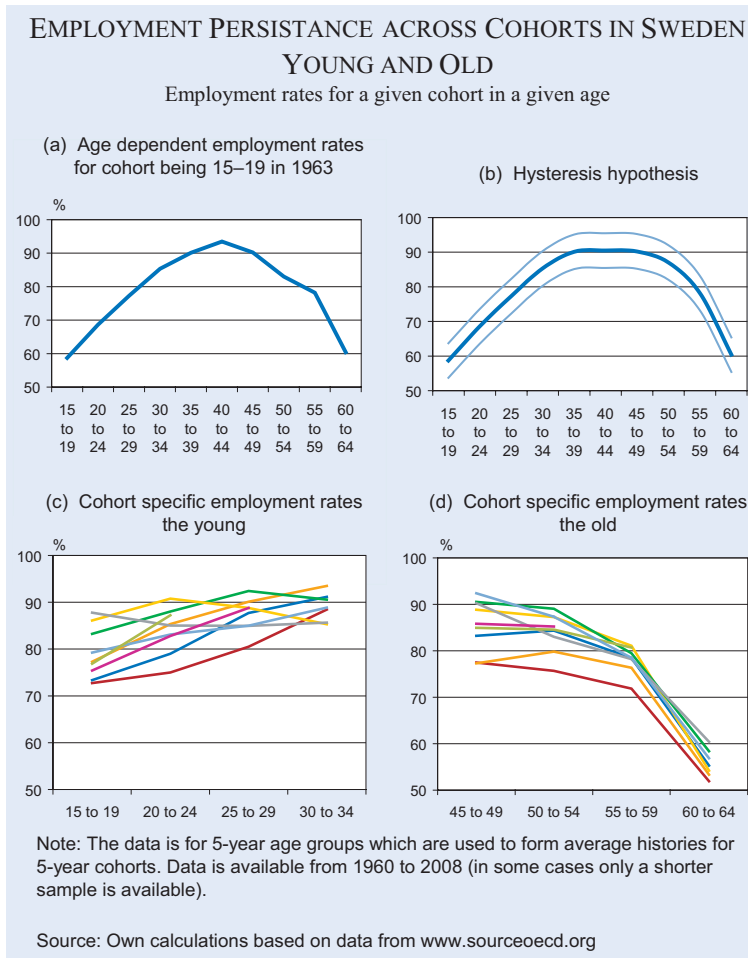 EMPLOYMENT PERSISTANCE ACROSS COHORTS IN SWEDEN
YOUNG AND OLD
Employment rates for a given cohort in a given age
(a) Age dependent employment rates
for cohort being 15–19 in 1963
%
100
90
80
70
60
50
15 to 19
20 to 24
25 to 29
30 to 34
35 to 39
40 to 44
45 to 49
50 to 54
55 to 59
60 to 64
(b) Hysteresis hypothesis
100
90
80
70
60
50
15 to 19
20 to 24
25 to 29
30 to 34
35 to 39
40 to 44
45 to 49
50 to 54
55 to 59
60 to 64
(c) Cohort specific employment rates
the young
%
100
90
80
70
60
50
15 to 19 20 to 24 25 to 29 30 to 34
(d) Cohort specific employment rates
the old
%
100
90
80
70
60
50
45 to 49 50 to 54 55 to 59 60 to 64
Note: The data is for 5-year age groups which are used to form average histories for
5-year cohorts. Data is available from 1960 to 2008 (in some cases only a shorter
sample is available).
Source: Own calculations based on data from www.sourceoecd.org